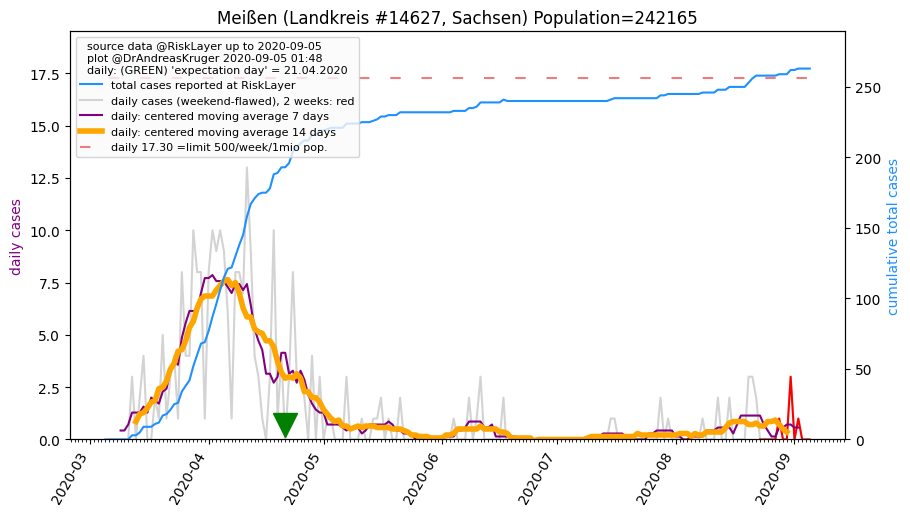 Meißen (Landkreis #14627, Sachsen) Population=242165
source data @RiskLayer up to 2020-09-05
plot @DrAndreasKruger 2020-09-05 01:48
daily: (GREEN) 'expectation day' = 21.04.2020
total cases reported at RiskLayer
daily cases (weekend-flawed), 2 weeks: red
daily: centered moving average 7 days
daily: centered moving average 14 days
daily 17.30 =limit 500/week/1mio pop.
daily cases
17.5
15.0
12.5
10.0
7.5
5.0
2.5
0.0
250
200
150
100
50
0
cumulative total cases
2020-03
2020-04
2020-05
2020-06
2020-07
2020-08
2020-09